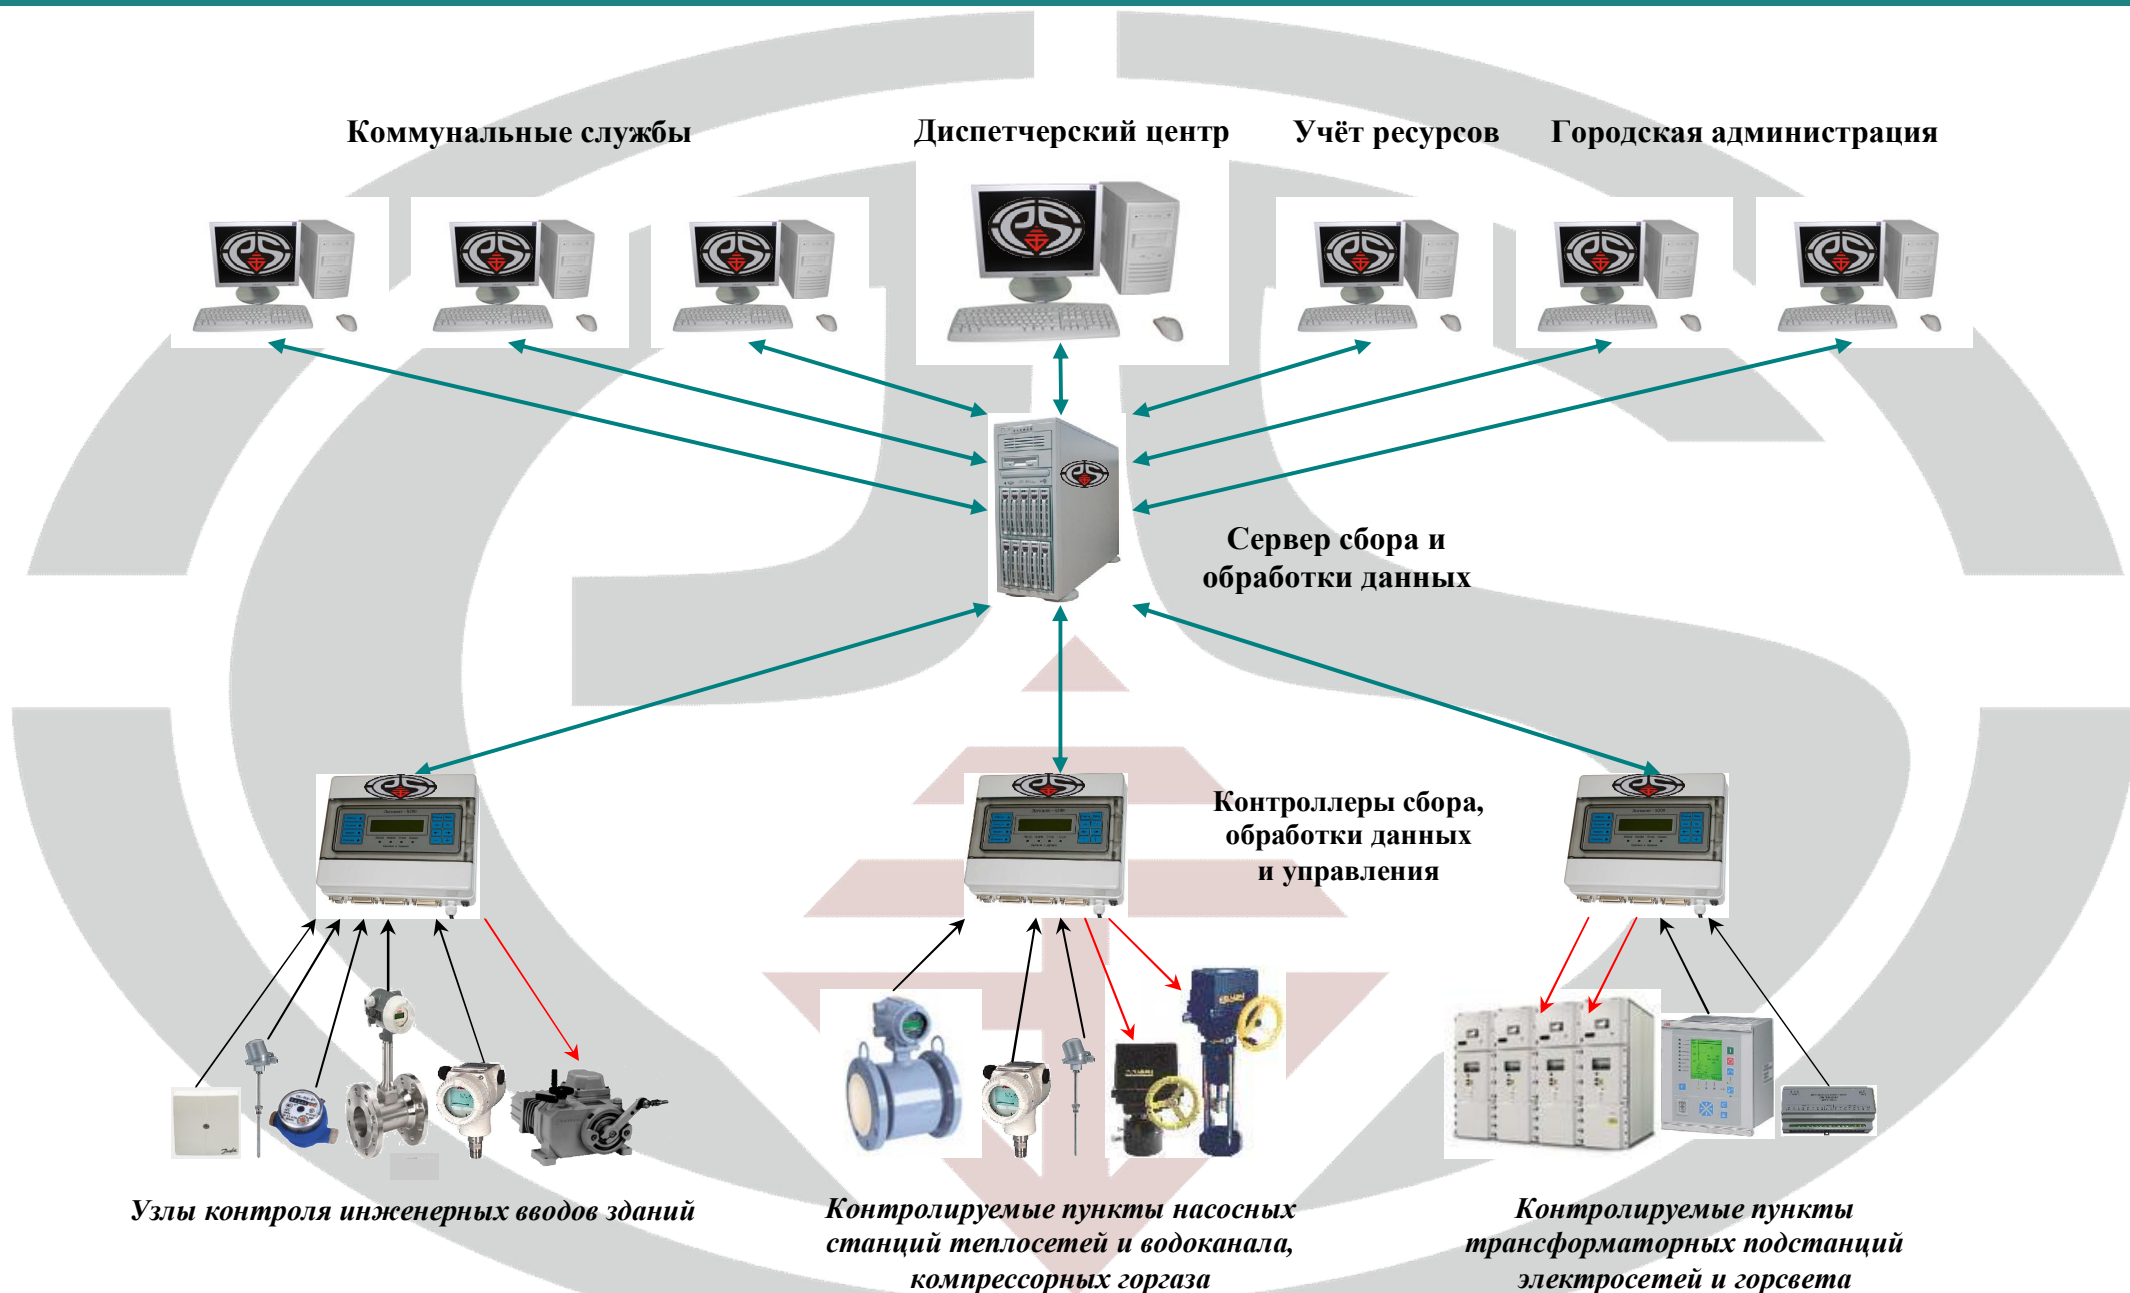 Коммунальные службы
Диспетчерский центр
Учёт ресурсов
Городская администрация
Сервер сбора и
обработки данных
Контроллеры сбора,
обработки данных
и управления
Узлы контроля инженерных вводов зданий
Контролируемые пункты насосных
станций теплосетей и водоканала,
компрессорных горгаза
Контролируемые пункты
трансформаторных подстанций
электросетей и горсвета